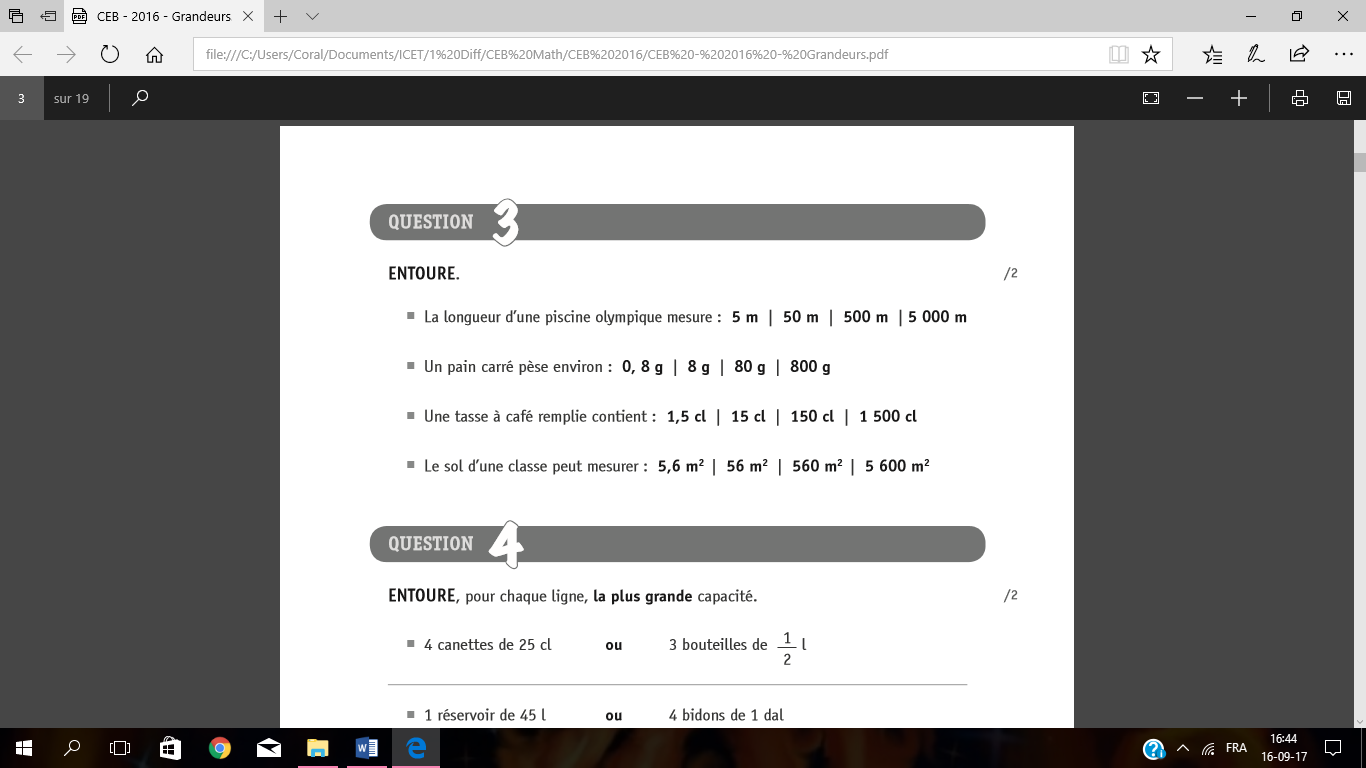 CEB - 2016 - Grandeurs
file:///C:/Users/Coral/Documents/ICET/1%20Diff/CEB%20Math/CEB%202016/CEB%20-%202016%20-%20Grandeurs.pdf
3 sur 19
QUESTION 3
ENTOURE. /2
La longueur d'une piscine olympique mesure : 5 m | 50 m | 500 m | 5 000 m
Un pain carré pèse environ : 0, 8 g | 8 g | 80 g | 800 g
Une tasse à café remplie contient : 1,5 cl | 15 cl | 150 cl | 1 500 cl
Le sol d'une classe peut mesurer : 5,6 m² | 56 m² | 560 m² | 5 600 m²
QUESTION 4
ENTOURE, pour chaque ligne, la plus grande capacité. /2
4 canettes de 25 cl ou 3 bouteilles de 1/2 l
1 réservoir de 45 l ou 4 bidons de 1 dal
FRA 16:44
16-09-17